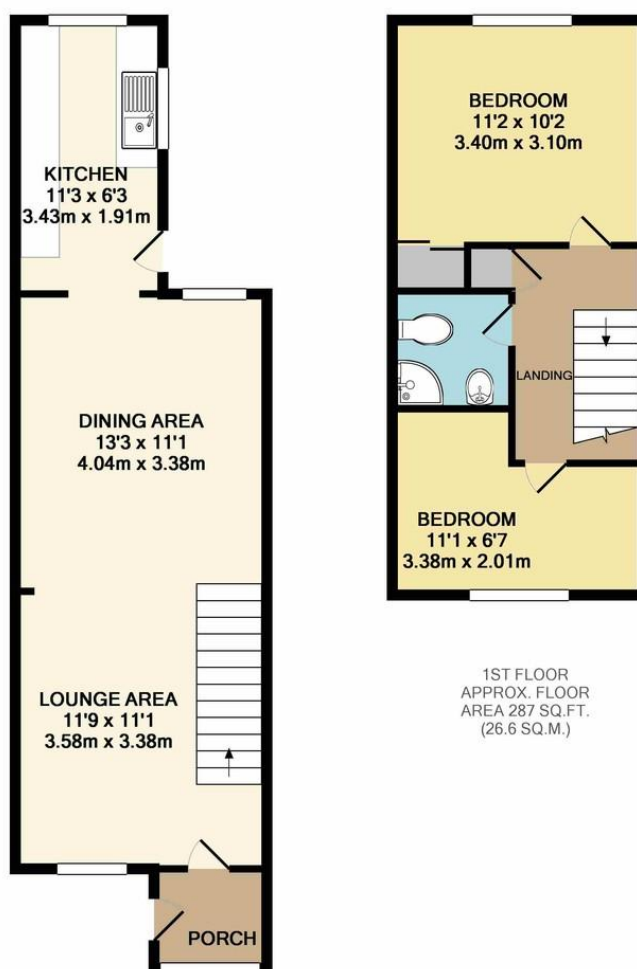 KITCHEN
11'3 x 6'3
3.43m x 1.91m
DINING AREA
13'3 x 11'1
4.04m x 3.38m
LOUNGE AREA
11'9 x 11'1
3.58m x 3.38m
PORCH
BEDROOM
11'2 x 10'2
3.40m x 3.10m
LANDING
BEDROOM
11'1 x 6'7
3.38m x 2.01m
1ST FLOOR
APPROX. FLOOR
AREA 287 SQ.FT.
(26.6 SQ.M.)